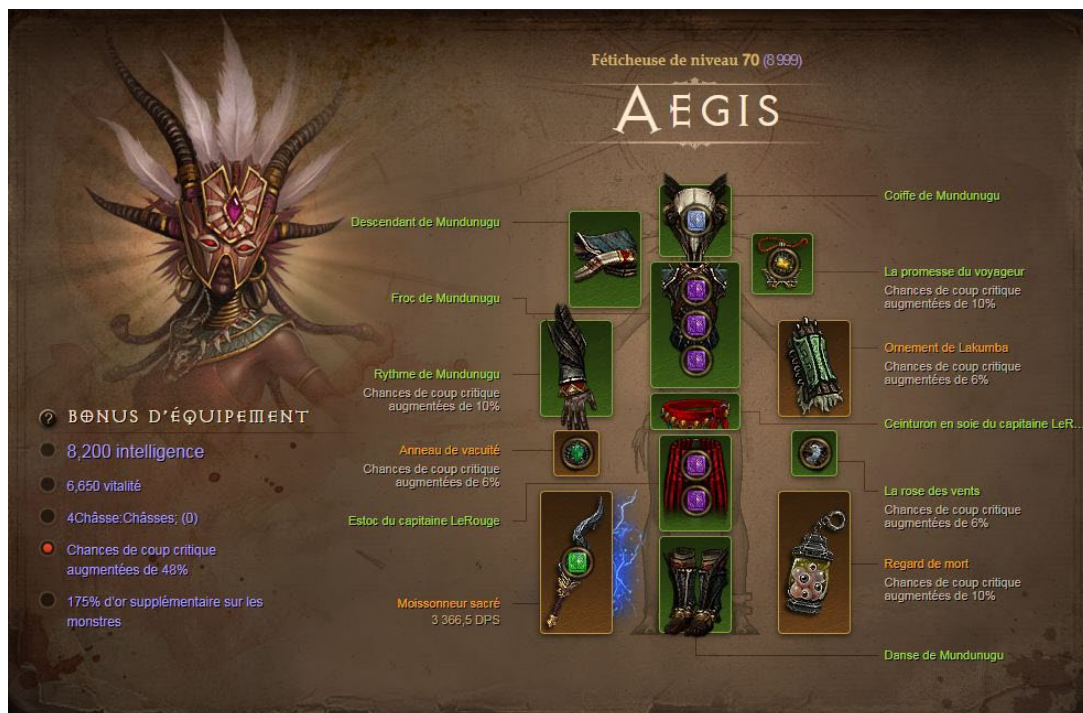 Féticheuse de niveau 70 (8 999)
AEGIS
Descendant de Mundunugu
Froc de Mundunugu
Rythme de Mundunugu
Chances de coup critique
augmentées de 10%
Anneau de vacuité
Chances de coup critique
augmentées de 6%
Estoc du capitaine LeRouge
Moissonneur sacré
3 366,5 DPS
Coiffe de Mundunugu
La promesse du voyageur
Chances de coup critique
augmentées de 10%
Ornement de Lakumba
Chances de coup critique
augmentées de 6%
Ceinturon en soie du capitaine LeR...
La rose des vents
Chances de coup critique
augmentées de 6%
Regard de mort
Chances de coup critique
augmentées de 10%
Danse de Mundunugu
? BONUS D'ÉQUIPEMENT
8,200 intelligence
6,650 vitalité
4Châsse:Châsses; (0)
Chances de coup critique
augmentées de 48%
175% d'or supplémentaire sur les
monstres